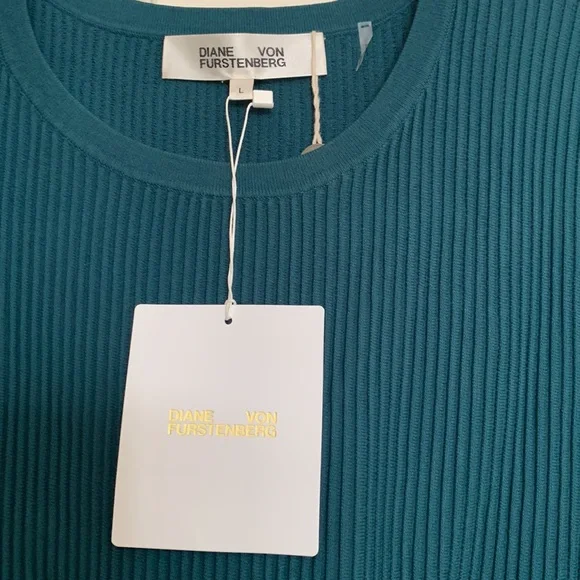 DIANE VON
FURSTENBERG
L
DIANE VON
FURSTENBERG